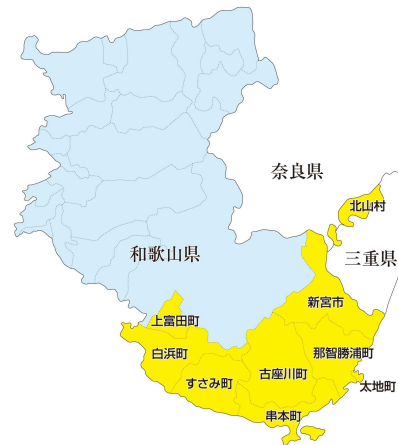 奈良県
北山村
和歌山県
三重県
新宮市
上富田町
白浜町
那智勝浦町
すさみ町
古座川町
太地町
串本町